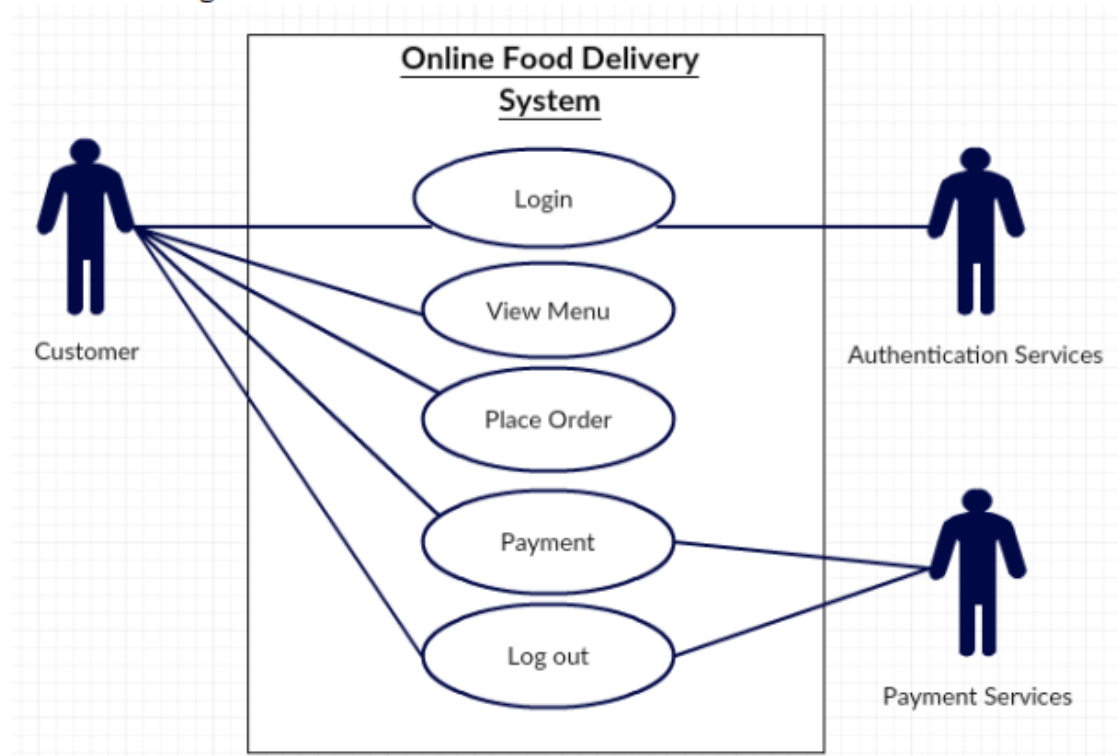 Online Food Delivery
System
Login
View Menu
Customer
Authentication Services
Place Order
Payment
Log out
Payment Services